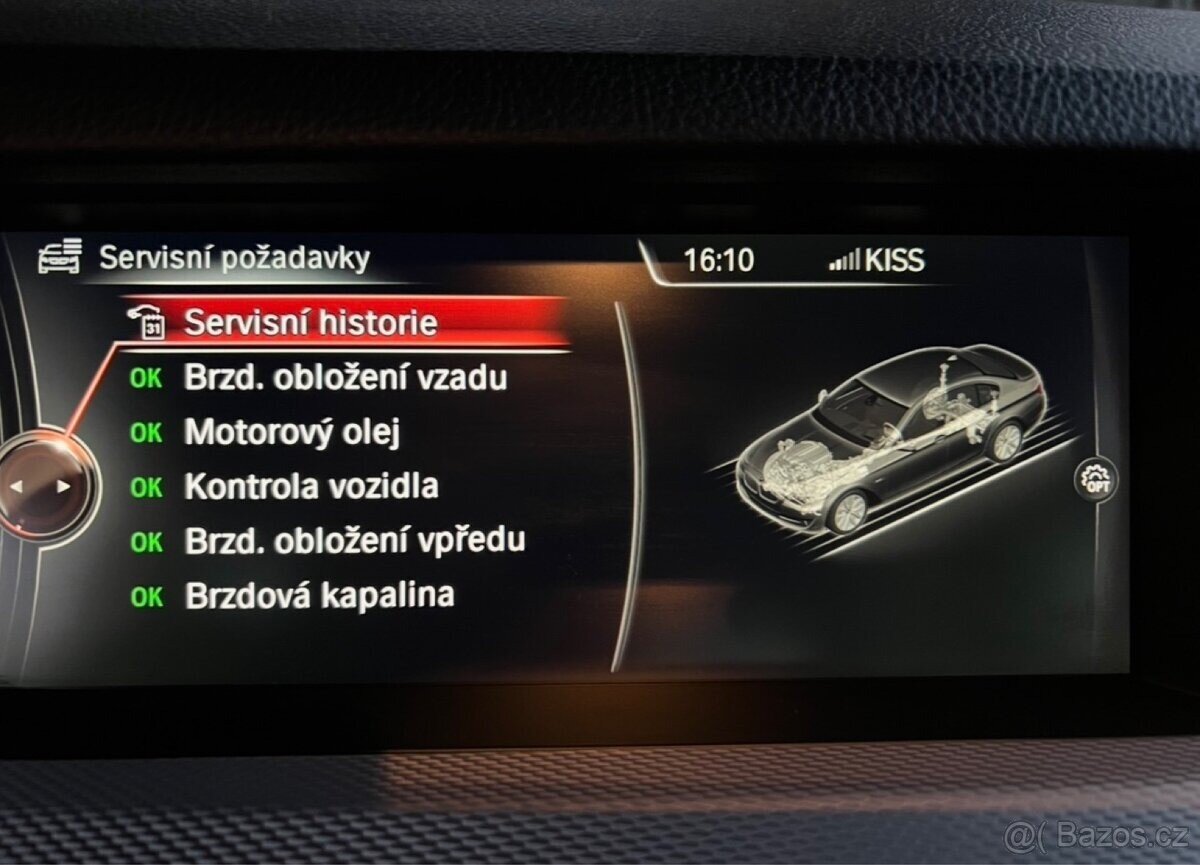 Servisní požadavky
16:10
KISS
31
Servisní historie
OK Brzd. obložení vzadu
OK Motorový olej
OK Kontrola vozidla
OK Brzd. obložení vpředu
OK Brzdová kapalina
OPT
@( Bazos.cz